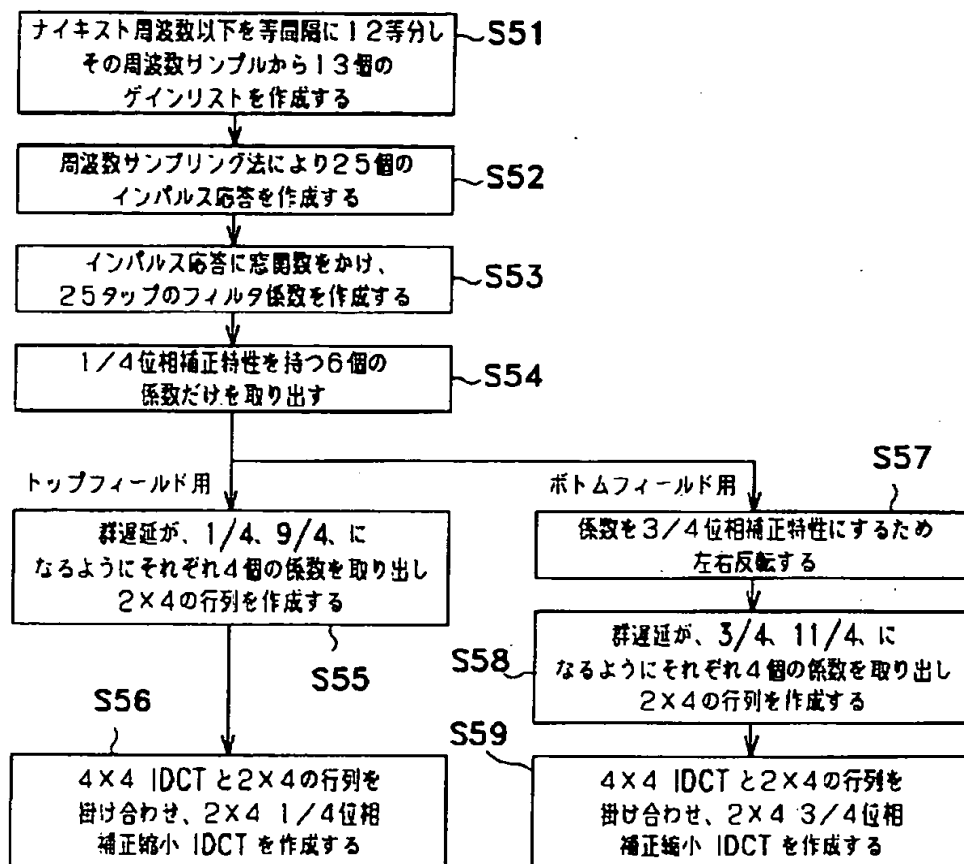 ナイキスト周波数以下を等間隔に12等分し
その周波数サンプルから13個の
ゲインリストを作成する
S51
周波数サンプリング法により25個の
インパルス応答を作成する
S52
インパルス応答に窓関数をかけ、
25タップのフィルタ係数を作成する
S53
1/4位相補正特性を持つ6個の
係数だけを取り出す
S54
トップフィールド用
群遅延が、1/4、9/4、に
なるようにそれぞれ4個の係数を取り出し
2×4の行列を作成する
S55
S56
4×4 IDCTと2×4の行列を
掛け合わせ、2×4 1/4位相
補正縮小 IDCTを作成する
ボトムフィールド用
S57
係数を3/4位相補正特性にするため
左右反転する
S58
群遅延が、3/4、11/4、に
なるようにそれぞれ4個の係数を取り出し
2×4の行列を作成する
S59
4×4 IDCTと2×4の行列を
掛け合わせ、2×4 3/4位相
補正縮小 IDCTを作成する